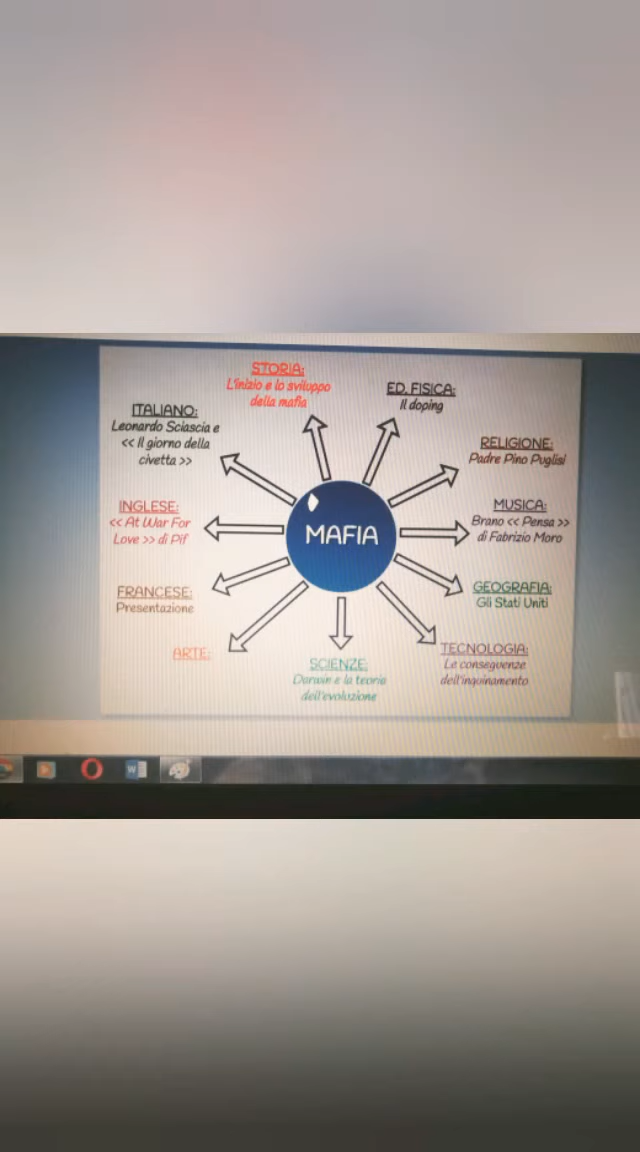 STORIA:
L'inizio e lo sviluppo
della mafia
ED. FISICA:
Il doping
ITALIANO:
Leonardo Sciascia e
<< Il giorno della
civetta >>
RELIGIONE:
Padre Pino Puglisi
INGLESE:
<< At War For
Love >> di Pif
MAFIA
MUSICA:
Brano << Pensa >>
di Fabrizio Moro
FRANCESE:
Presentazione
GEOGRAFIA:
Gli Stati Uniti
ARTE:
SCIENZE:
Darwin e la teoria
dell'evoluzione
TECNOLOGIA:
Le conseguenze
dell'inquinamento
W